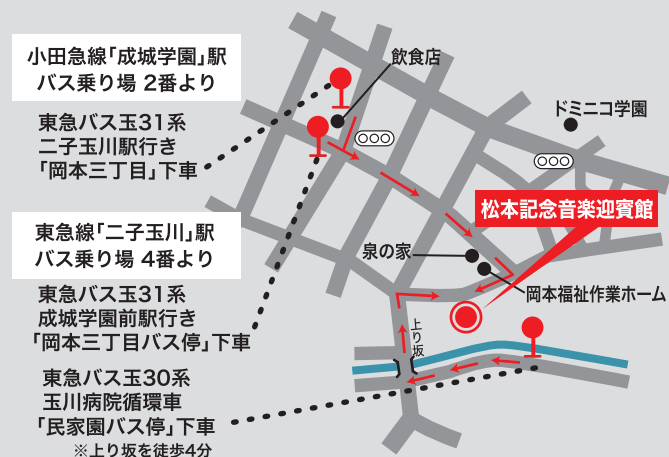 小田急線「成城学園」駅
バス乗り場 2番より
東急バス玉31系
二子玉川駅行き
「岡本三丁目」下車
東急線「二子玉川」駅
バス乗り場 4番より
東急バス玉31系
成城学園前駅行き
「岡本三丁目バス停」下車
東急バス玉30系
玉川病院循環車
「民家園バス停」下車
※上り坂を徒歩4分
飲食店
ドミニコ学園
松本記念音楽迎賓館
泉の家
岡本福祉作業ホーム
上り坂